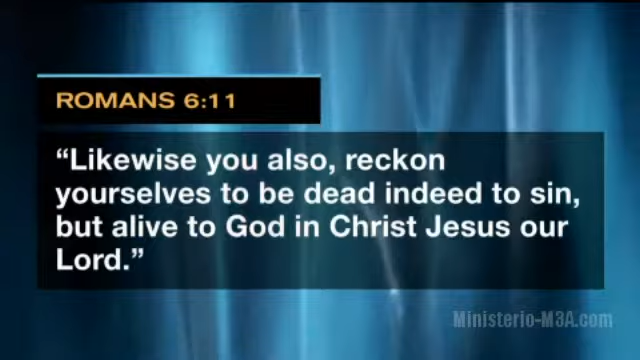 ROMANS 6:11
“Likewise you also, reckon
yourselves to be dead indeed to sin,
but alive to God in Christ Jesus our
Lord.”
Ministerio-M3A.com